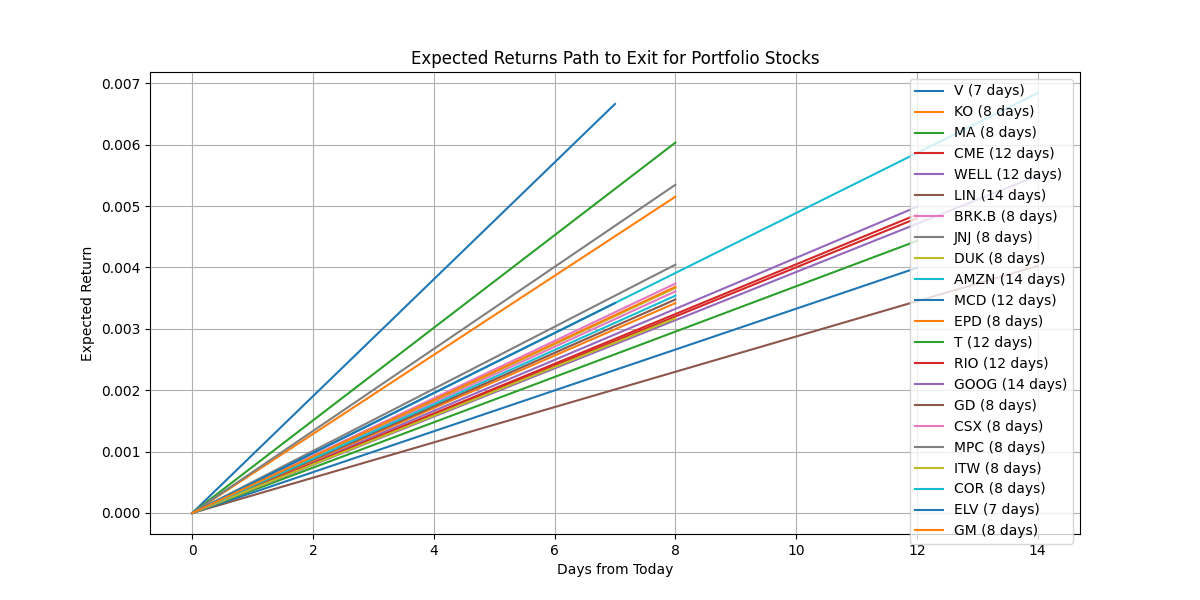 Expected Returns Path to Exit for Portfolio Stocks
0.007
0.006
0.005
0.004
0.003
0.002
0.001
0.000
Expected Return
0 2 4 6 8 10 12 14
Days from Today
V (7 days)
KO (8 days)
MA (8 days)
CME (12 days)
WELL (12 days)
LIN (14 days)
BRK.B (8 days)
JNJ (8 days)
DUK (8 days)
AMZN (14 days)
MCD (12 days)
EPD (8 days)
T (12 days)
RIO (12 days)
GOOG (14 days)
GD (8 days)
CSX (8 days)
MPC (8 days)
ITW (8 days)
COR (8 days)
ELV (7 days)
GM (8 days)